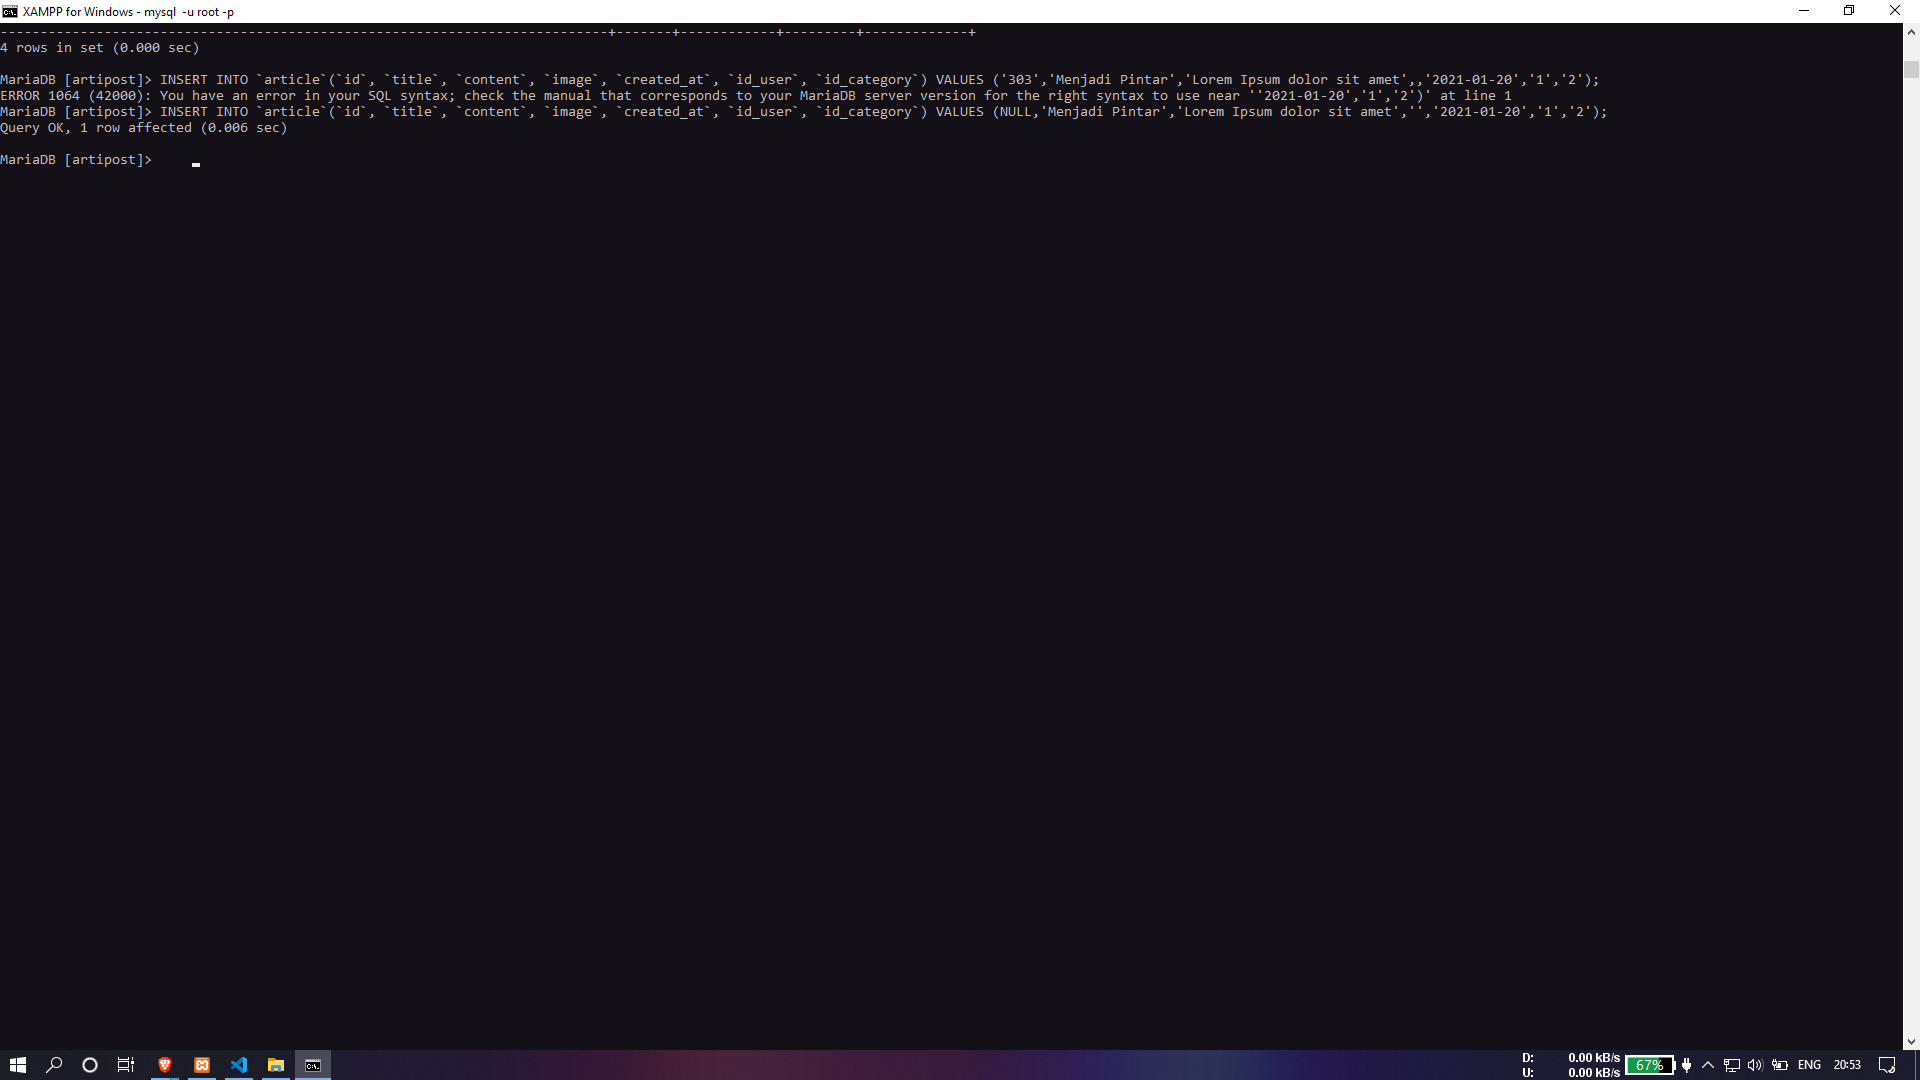 XAMPP for Windows - mysql  -u root -p
--------------------------------------------------------------------------------+-------+------------+---------+-------------+
4 rows in set (0.000 sec)
MariaDB [artipost]> INSERT INTO `article`(`id`, `title`, `content`, `image`, `created_at`, `id_user`, `id_category`) VALUES ('303','Menjadi Pintar','Lorem Ipsum dolor sit amet',,'2021-01-20','1','2');
ERROR 1064 (42000): You have an error in your SQL syntax; check the manual that corresponds to your MariaDB server version for the right syntax to use near ''2021-01-20','1','2')' at line 1
MariaDB [artipost]> INSERT INTO `article`(`id`, `title`, `content`, `image`, `created_at`, `id_user`, `id_category`) VALUES (NULL,'Menjadi Pintar','Lorem Ipsum dolor sit amet','','2021-01-20','1','2');
Query OK, 1 row affected (0.006 sec)
MariaDB [artipost]>
D: 0.00 kB/s
U: 0.00 kB/s
67%
ENG
20:53